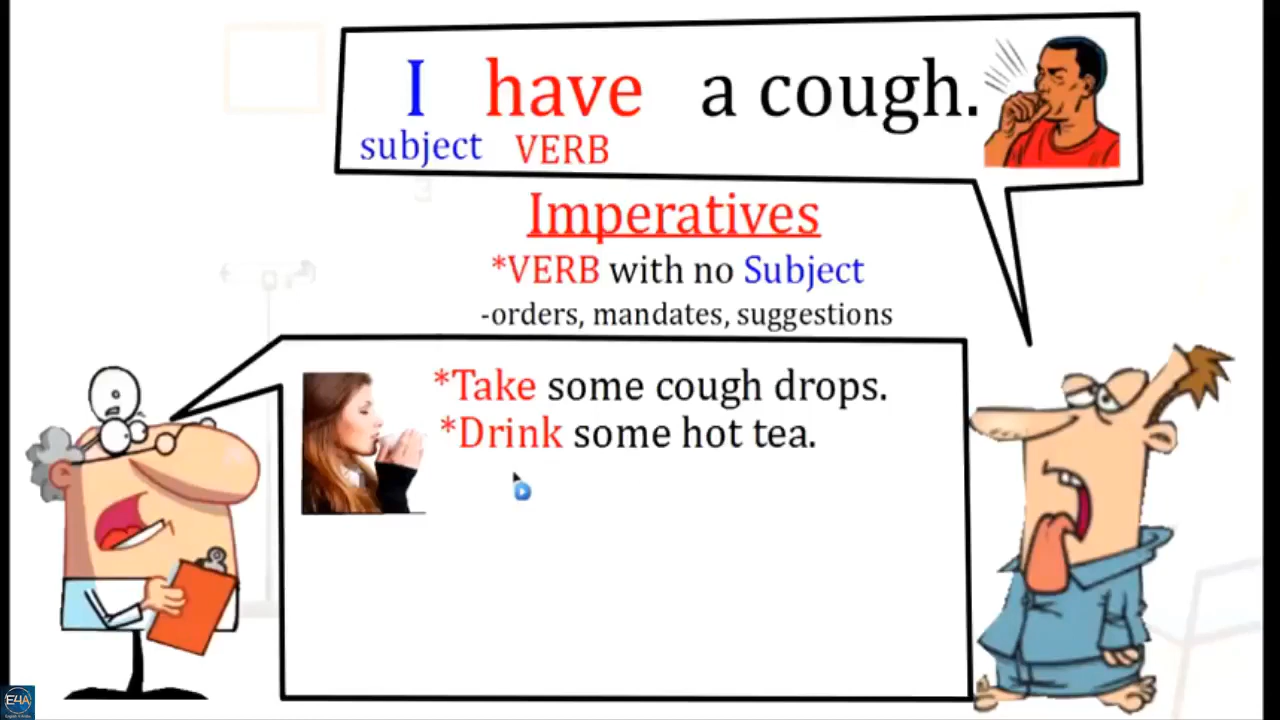 I have a cough.
subject VERB
Imperatives
*VERB with no Subject
-orders, mandates, suggestions
*Take some cough drops.
*Drink some hot tea.
E4A